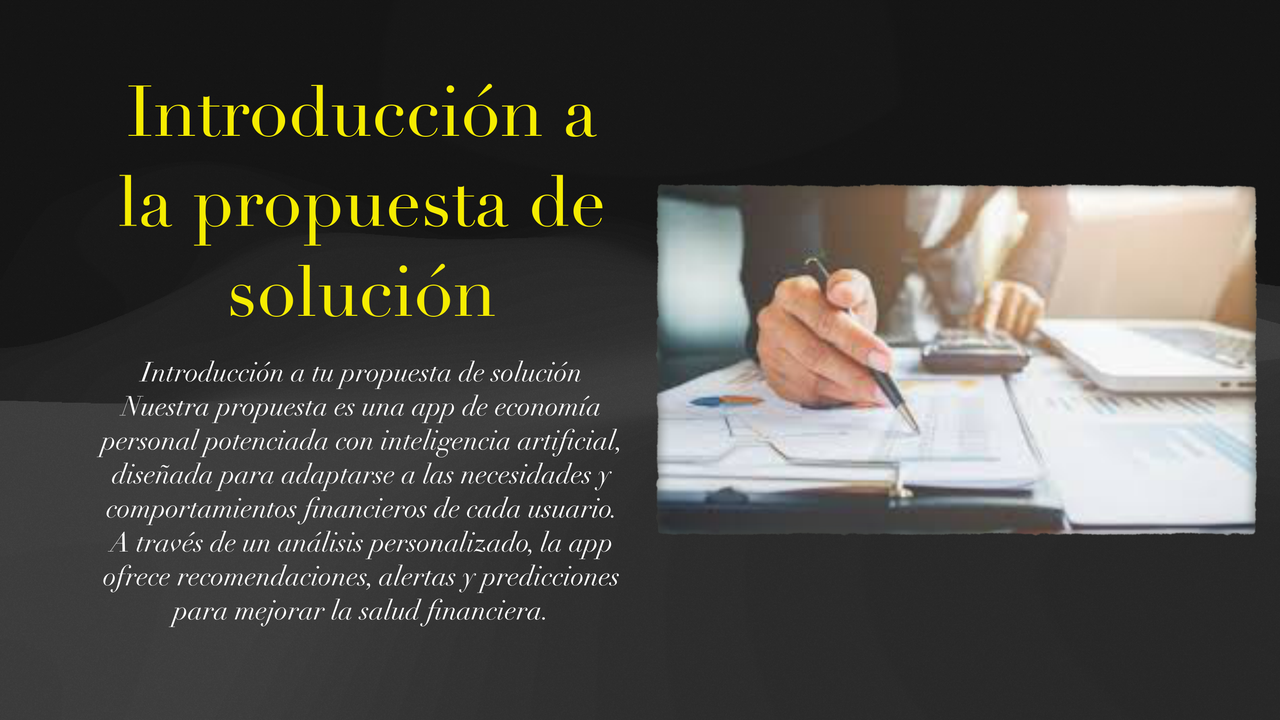 Introducción a
la propuesta de
solución
Introducción a tu propuesta de solución
Nuestra propuesta es una app de economía
personal potenciada con inteligencia artificial,
diseñada para adaptarse a las necesidades y
comportamientos financieros de cada usuario.
A través de un análisis personalizado, la app
ofrece recomendaciones, alertas y predicciones
para mejorar la salud financiera.